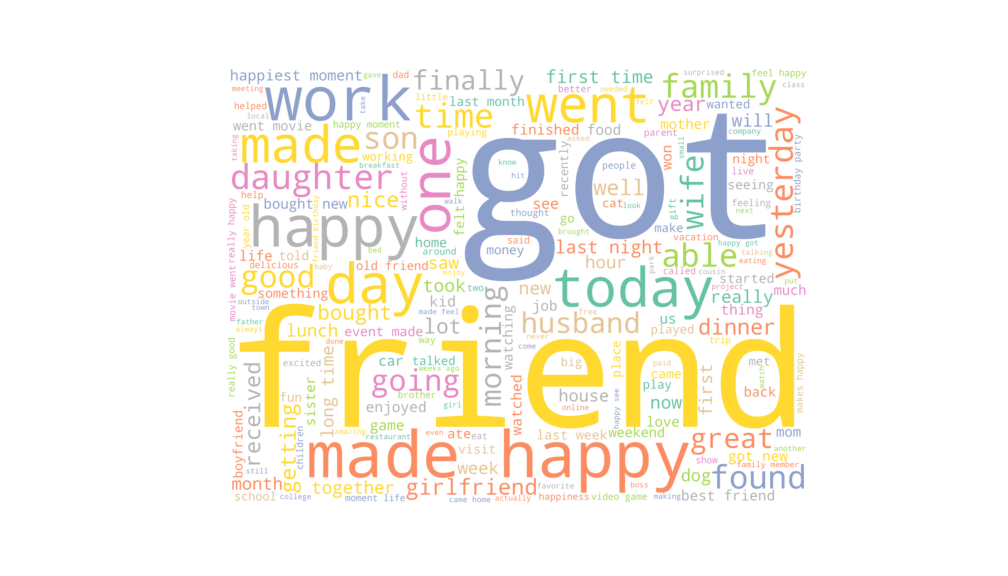 happiest moment
gave
dad
finally
first time
surprised
feel happy
meeting
work
take
little
better
needed
family
class
helped
last month
went
felt
year
wanted
local
time
went movie
happy moment
playing
got
mother
will
yesterday
taking
made
son
finished
food
parent
company
birthday party
working
one
asked
won
small
night
daughter
breakfast
without
felt happy
know
recently
people
wife
live
help
nice
hit
well
seeing
really happy
bought new
walk
see
cat
look
gift
feeling
year old
friend birthday
happy
thought
go
make
next
home
said
brought
vacation
happy got
life
told
bed
around
money
last night
able
talking
movie went
delicious
baby
old friend
saw
hour
park
called
cousin
eating
good
day
enjoy
today
started
put
something
took
two
new
really
much
outside
bought
kid
made feel
morning
job
free
us
project
thing
town
friend
father
lunch
event made
lot
watching
husband
played
dinner
always
way
never
trip
done
come
really good
long time
car talked
place
met
excited
weeks ago
big
paid
came
first
back
watch
makes happy
going
brother
play
received
fun
sister
enjoyed
girl
watched
house
happy see
now
getting
amazing
game
online
love
boyfriend
children
restaurant
even
ate
eat
last week
weekend
great
mom
made happy
visit
another
still
week
show
got new
month
dog
family member
found
together
girlfriend
favorite
boss
school
college
moment life
came home
actually
happiness
video game
making
best friend